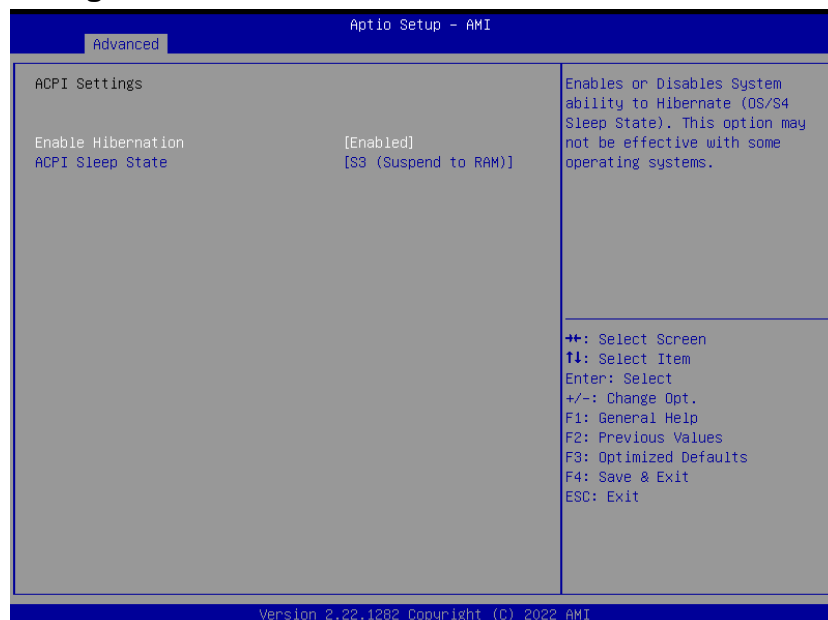 Aptio Setup – AMI
Advanced
ACPI Settings
Enable Hibernation [Enabled]
ACPI Sleep State [S3 (Suspend to RAM)]
Enables or Disables System
ability to Hibernate (OS/S4
Sleep State). This option may
not be effective with some
operating systems.
→←: Select Screen
↑↓: Select Item
Enter: Select
+/-: Change Opt.
F1: General Help
F2: Previous Values
F3: Optimized Defaults
F4: Save & Exit
ESC: Exit
Version 2.22.1282 Copyright (C) 2022 AMI